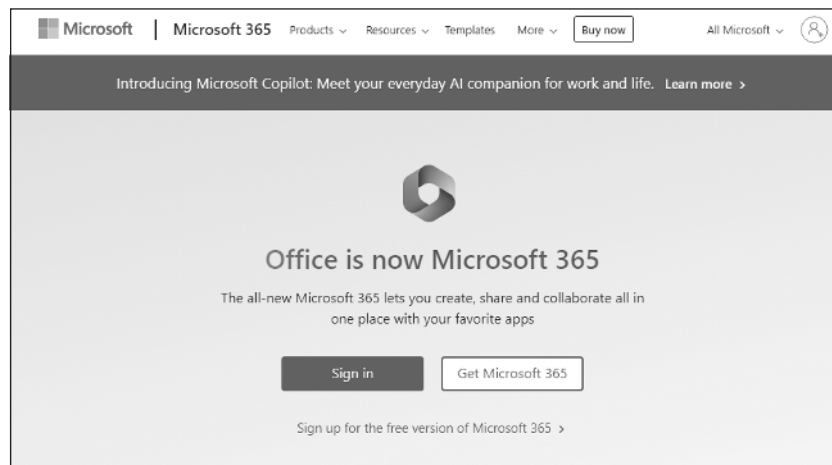 Microsoft | Microsoft 365 Products Resources Templates More Buy now All Microsoft
Introducing Microsoft Copilot: Meet your everyday AI companion for work and life. Learn more >
Office is now Microsoft 365
The all-new Microsoft 365 lets you create, share and collaborate all in
one place with your favorite apps
Sign in Get Microsoft 365
Sign up for the free version of Microsoft 365 >